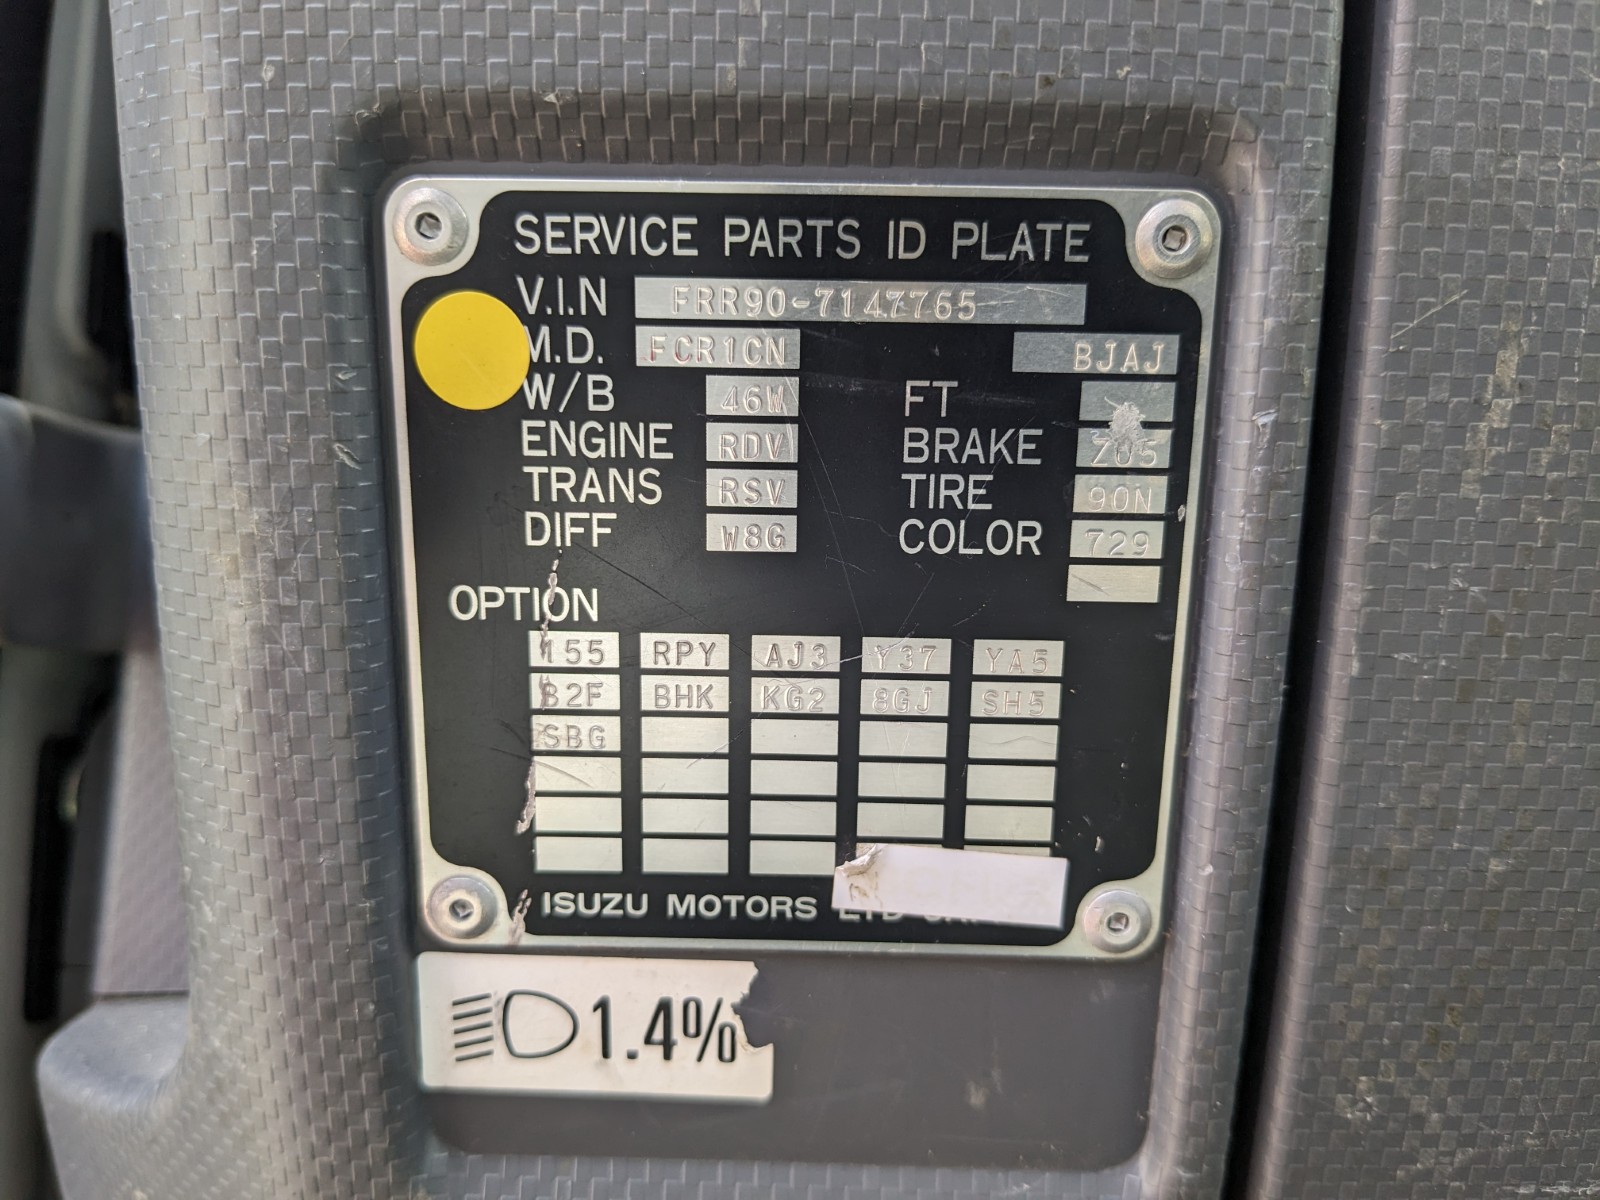 SERVICE PARTS ID PLATE
V.I.N FRR90-7147765
M.D. FCR1CN BJAJ
W/B 46W FT
ENGINE RDV BRAKE Z05
TRANS RSV TIRE 90N
DIFF W8G COLOR 729
OPTION
155 RPY AJ3 Y37 YA5
B2F BHK KG2 8GJ SH5
SBG
ISUZU MOTORS LTD
1.4%